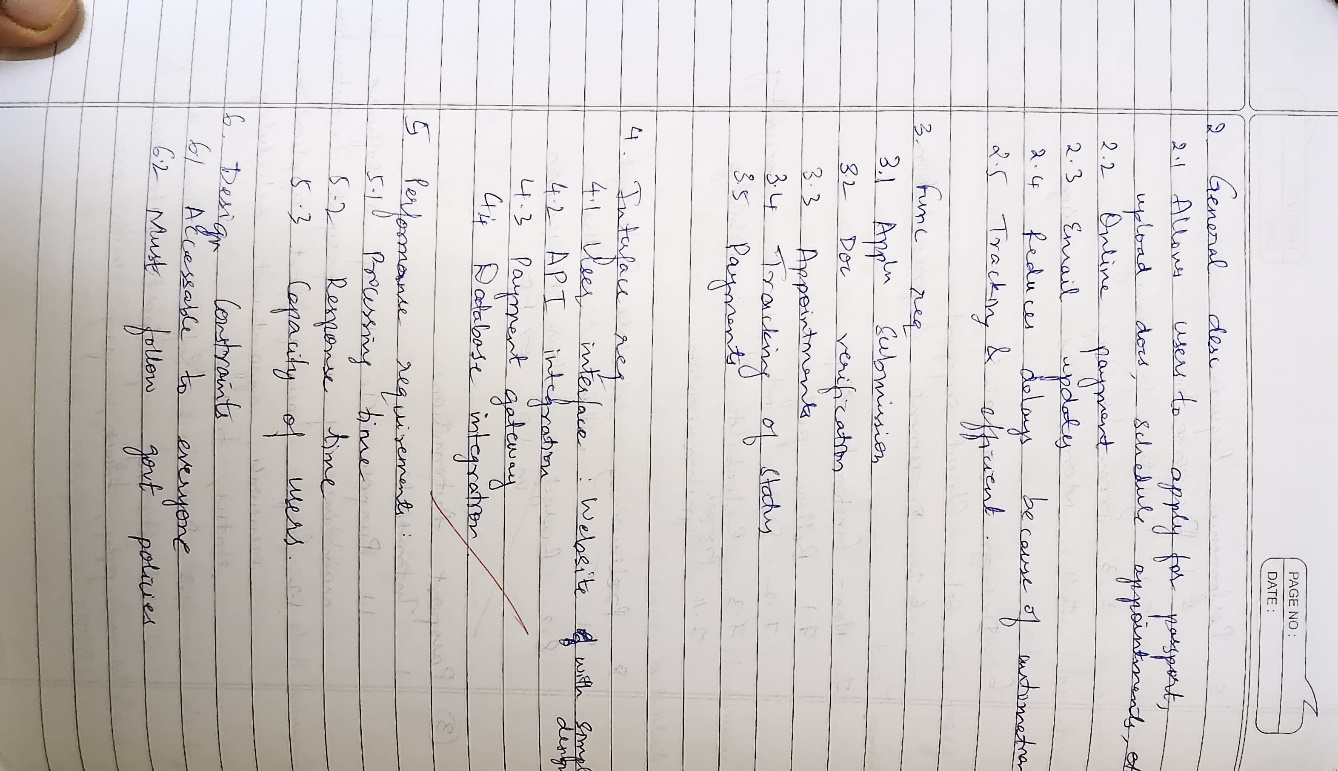 PAGE NO:
DATE:
2. General desc
2.1 Allows users to apply for passport,
upload docs, schedule appointments, et
2.2 Online payment
2.3 Email updates
2.4 Reduces delays because of
2.5 Tracking & efficient.
3. Func req
3.1 Appln Submission
3.2 Doc verification
3.3 Appointments
3.4 Tracking of status
3.5 Payments
4. Inteface req
4.1 User interface : Website with simpl
design
4.2 API integration
4.3 Payment gateway
4.4 Database integration.
5 Performance requirements:
5.1 Processing time
5.2 Response time
5.3 Capacity of users.
6. Design Constraints
6.1 Accessable to everyone
6.2 Must follow govt policies